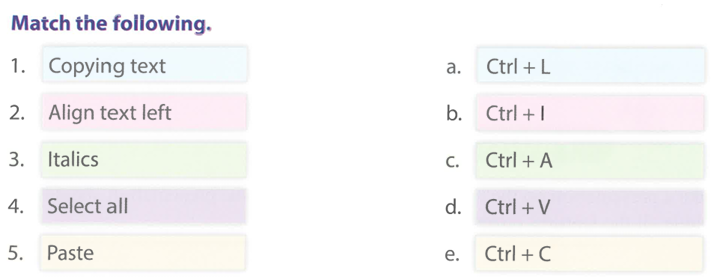 Match the following.
1. Copying text a. Ctrl + L
2. Align text left b. Ctrl + I
3. Italics c. Ctrl + A
4. Select all d. Ctrl + V
5. Paste e. Ctrl + C